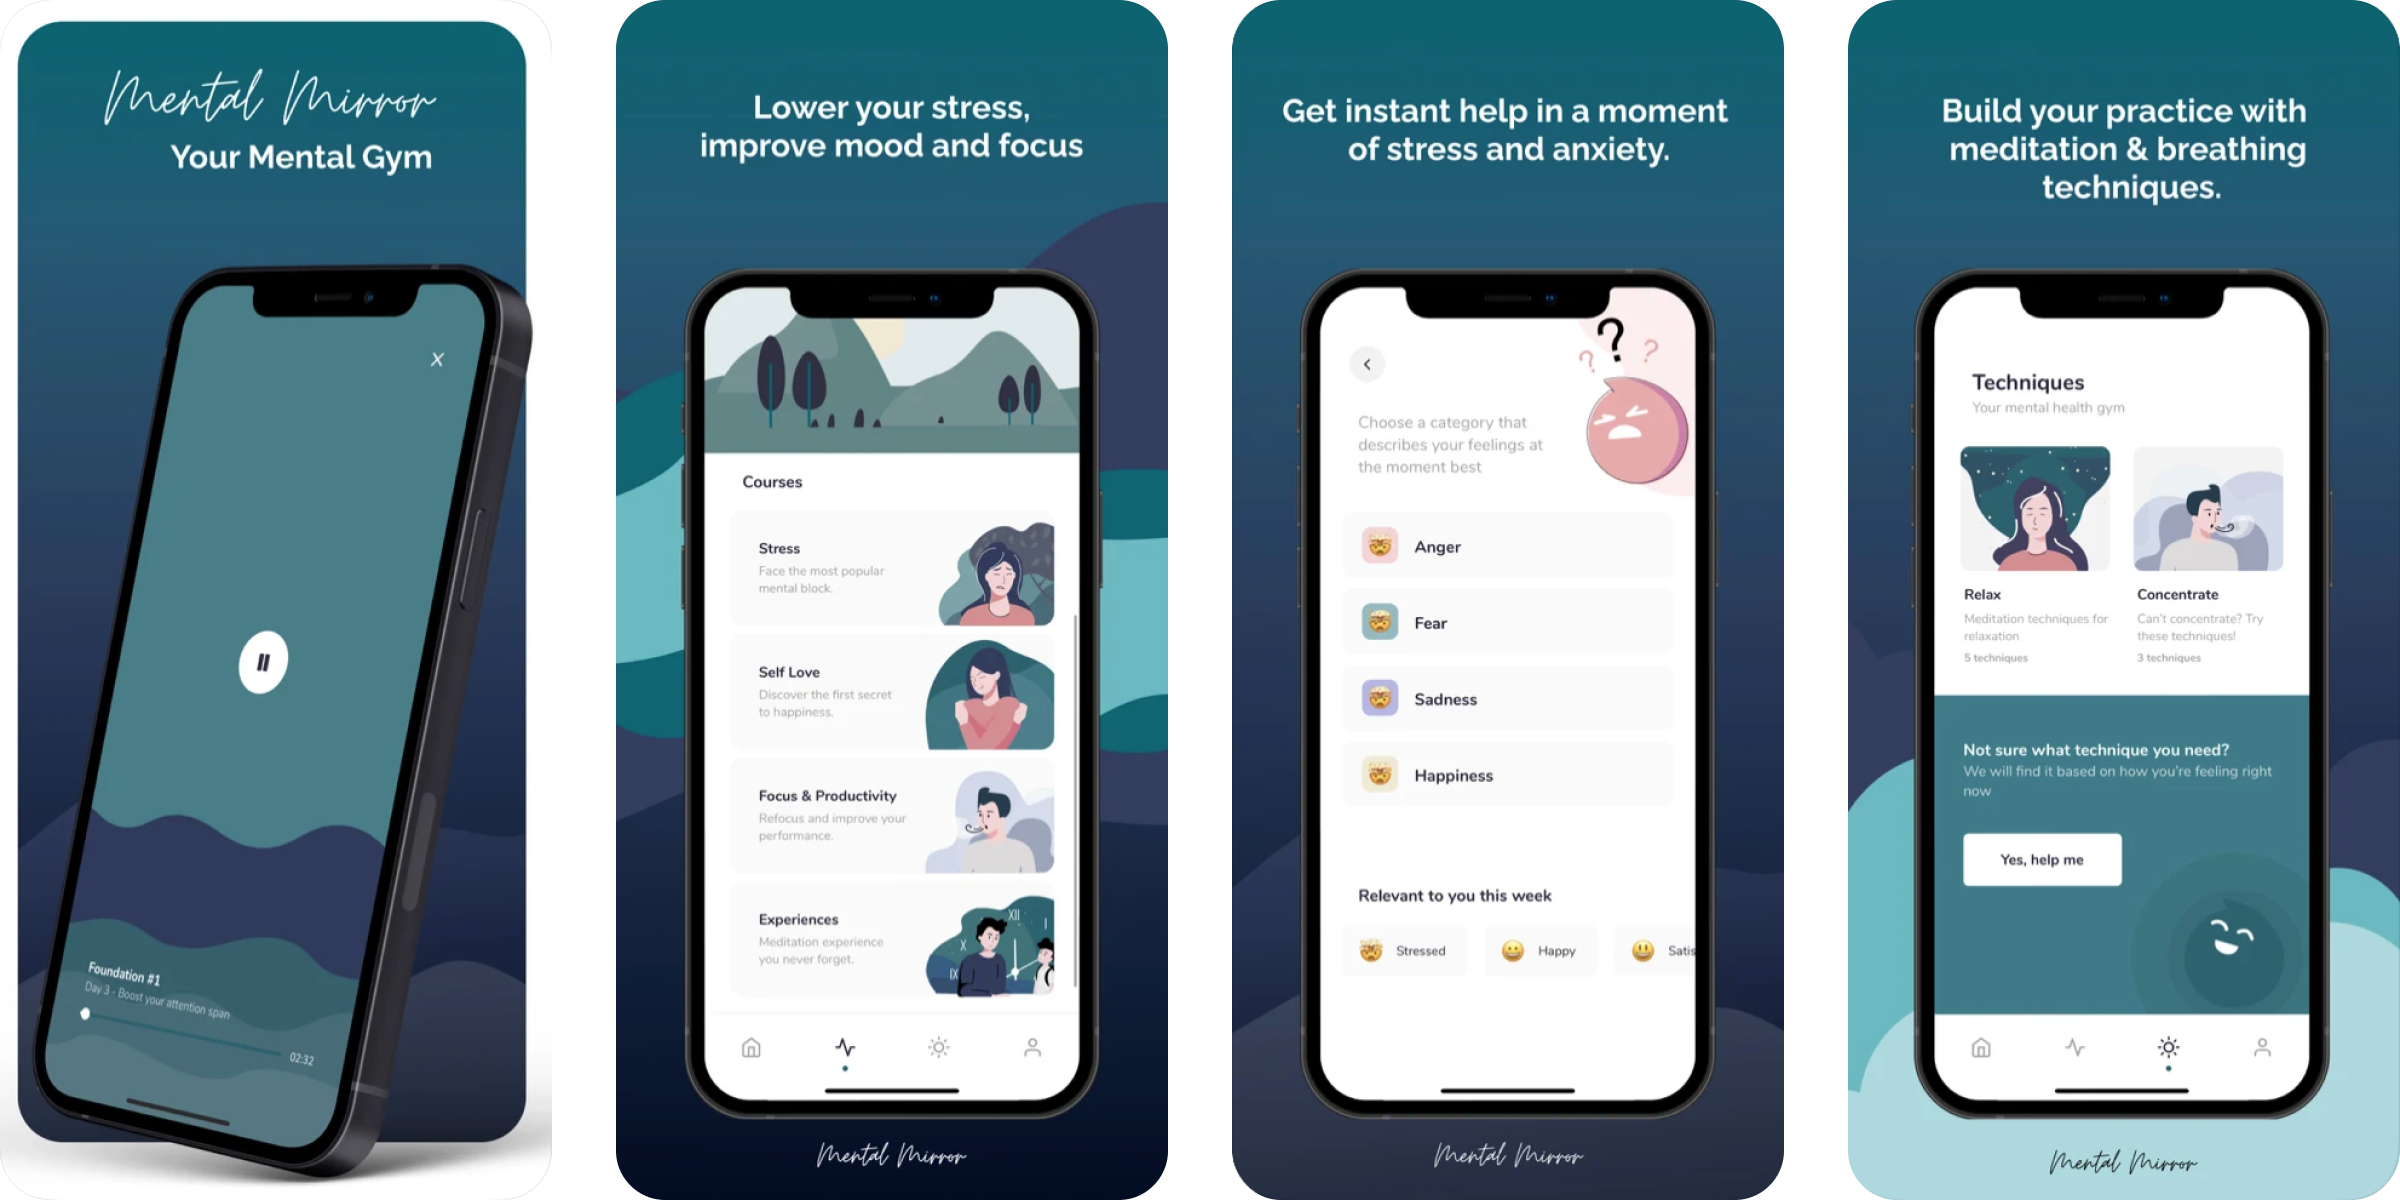 Mental Mirror
Your Mental Gym
X
Foundation #1
Day 3 - Boost your attention span
02:32
Lower your stress,
improve mood and focus
Courses
Stress
Face the most popular
mental block.
Self Love
Discover the first secret
to happiness.
Focus & Productivity
Refocus and improve your
performance.
Experiences
Meditation experience
you never forget.
XII
I
X
IX
Mental Mirror
Get instant help in a moment
of stress and anxiety.
? ? ?
Choose a category that
describes your feelings at
the moment best
Anger
Fear
Sadness
Happiness
Relevant to you this week
Stressed
Happy
Satis
Mental Mirror
Build your practice with
meditation & breathing
techniques.
Techniques
Your mental health gym
Relax
Meditation techniques for
relaxation
5 techniques
Concentrate
Can't concentrate? Try
these techniques!
3 techniques
Not sure what technique you need?
We will find it based on how you're feeling right
now
Yes, help me
Mental Mirror